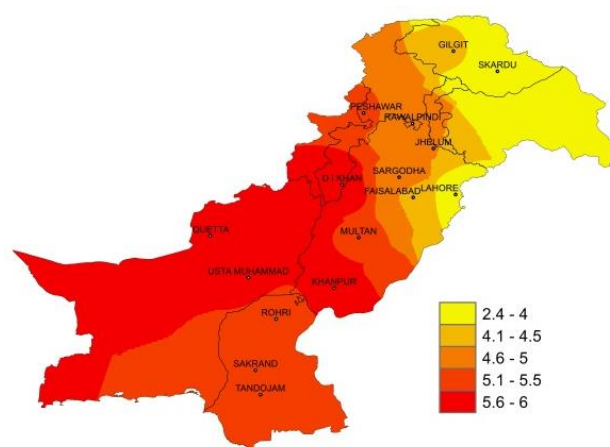 GILGIT
SKARDU
PESHAWAR
RAWALPINDI
JHELUM
SARGODHA
D.I KHAN
FAISALABAD
LAHORE
QUETTA
MULTAN
USTA MUHAMMAD
KHANPUR
ROHRI
SAKRAND
TANDOJAM
2.4 - 4
4.1 - 4.5
4.6 - 5
5.1 - 5.5
5.6 - 6